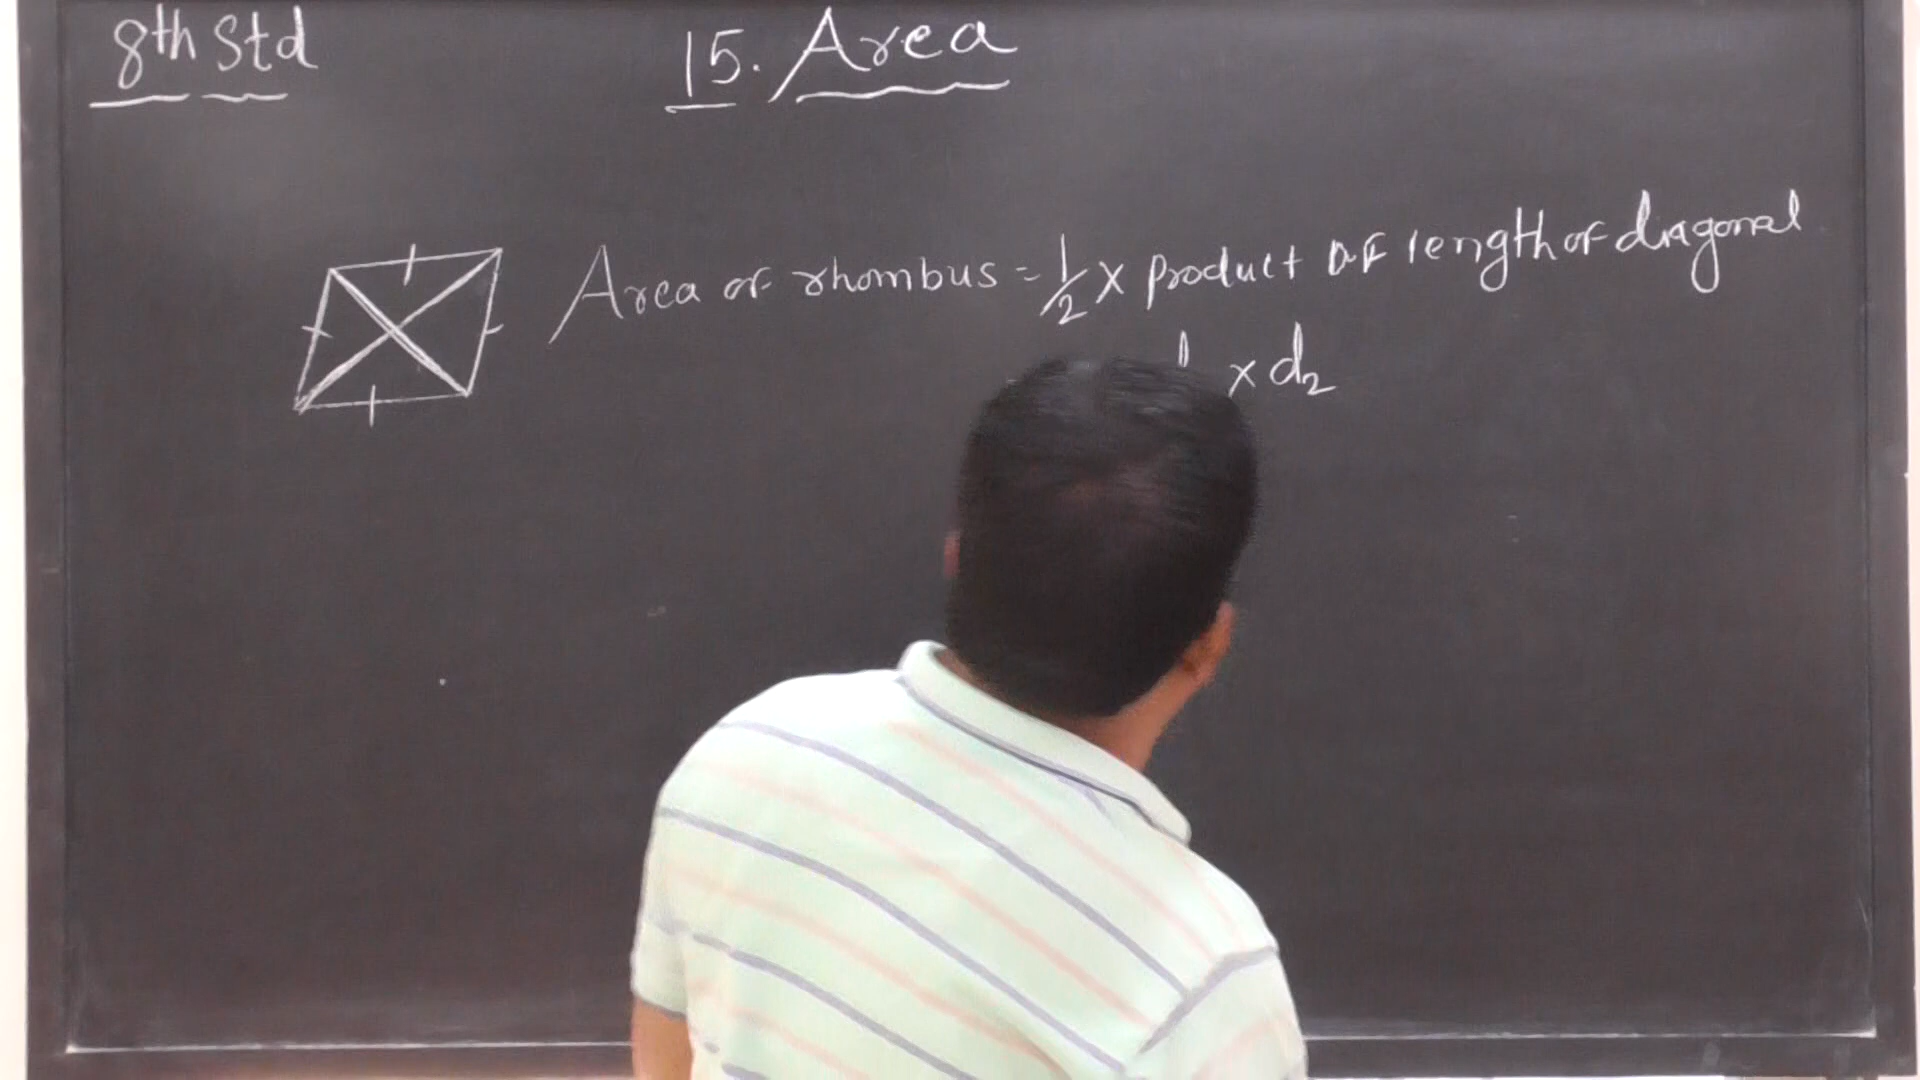 8th Std
15. Area
Area of rhombus = 1/2 × product of length of diagonal
× d₂